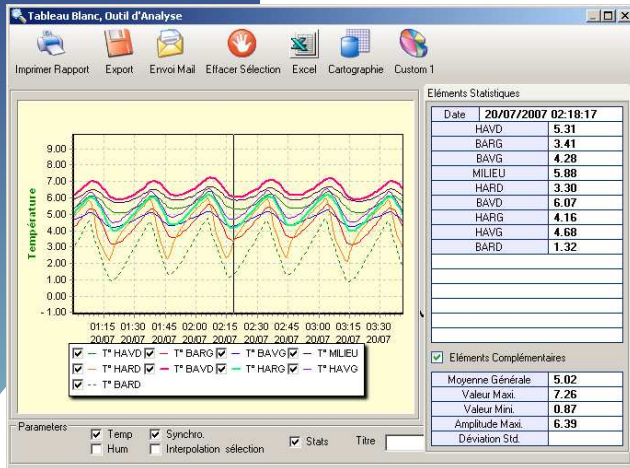 Tableau Blanc, Outil d'Analyse
Imprimer Rapport Export Envoi Mail Effacer Sélection Excel Cartographie Custom 1
Eléments Statistiques
Date 20/07/2007 02:18:17
HAVD 5.31
BARG 3.41
BAVG 4.28
MILIEU 5.88
HARD 3.30
BAVD 6.07
HARG 4.16
HAVG 4.68
BARD 1.32
Eléments Complémentaires
Moyenne Générale 5.02
Valeur Maxi. 7.26
Valeur Mini. 0.87
Amplitude Maxi. 6.39
Déviation Std.
Température
9.00
8.00
7.00
6.00
5.00
4.00
3.00
2.00
1.00
0.00
-1.00
01:15 01:30 01:45 02:00 02:15 02:30 02:45 03:00 03:15 03:30
20/07 20/07 20/07 20/07 20/07 20/07 20/07 20/07 20/07 20/07
T° HAVD T° BARG T° BAVG T° MILIEU
T° HARD T° BAVD T° HARG T° HAVG
T° BARD
Parameters
Temp Synchro. Stats Titre
Hum Interpolation sélection